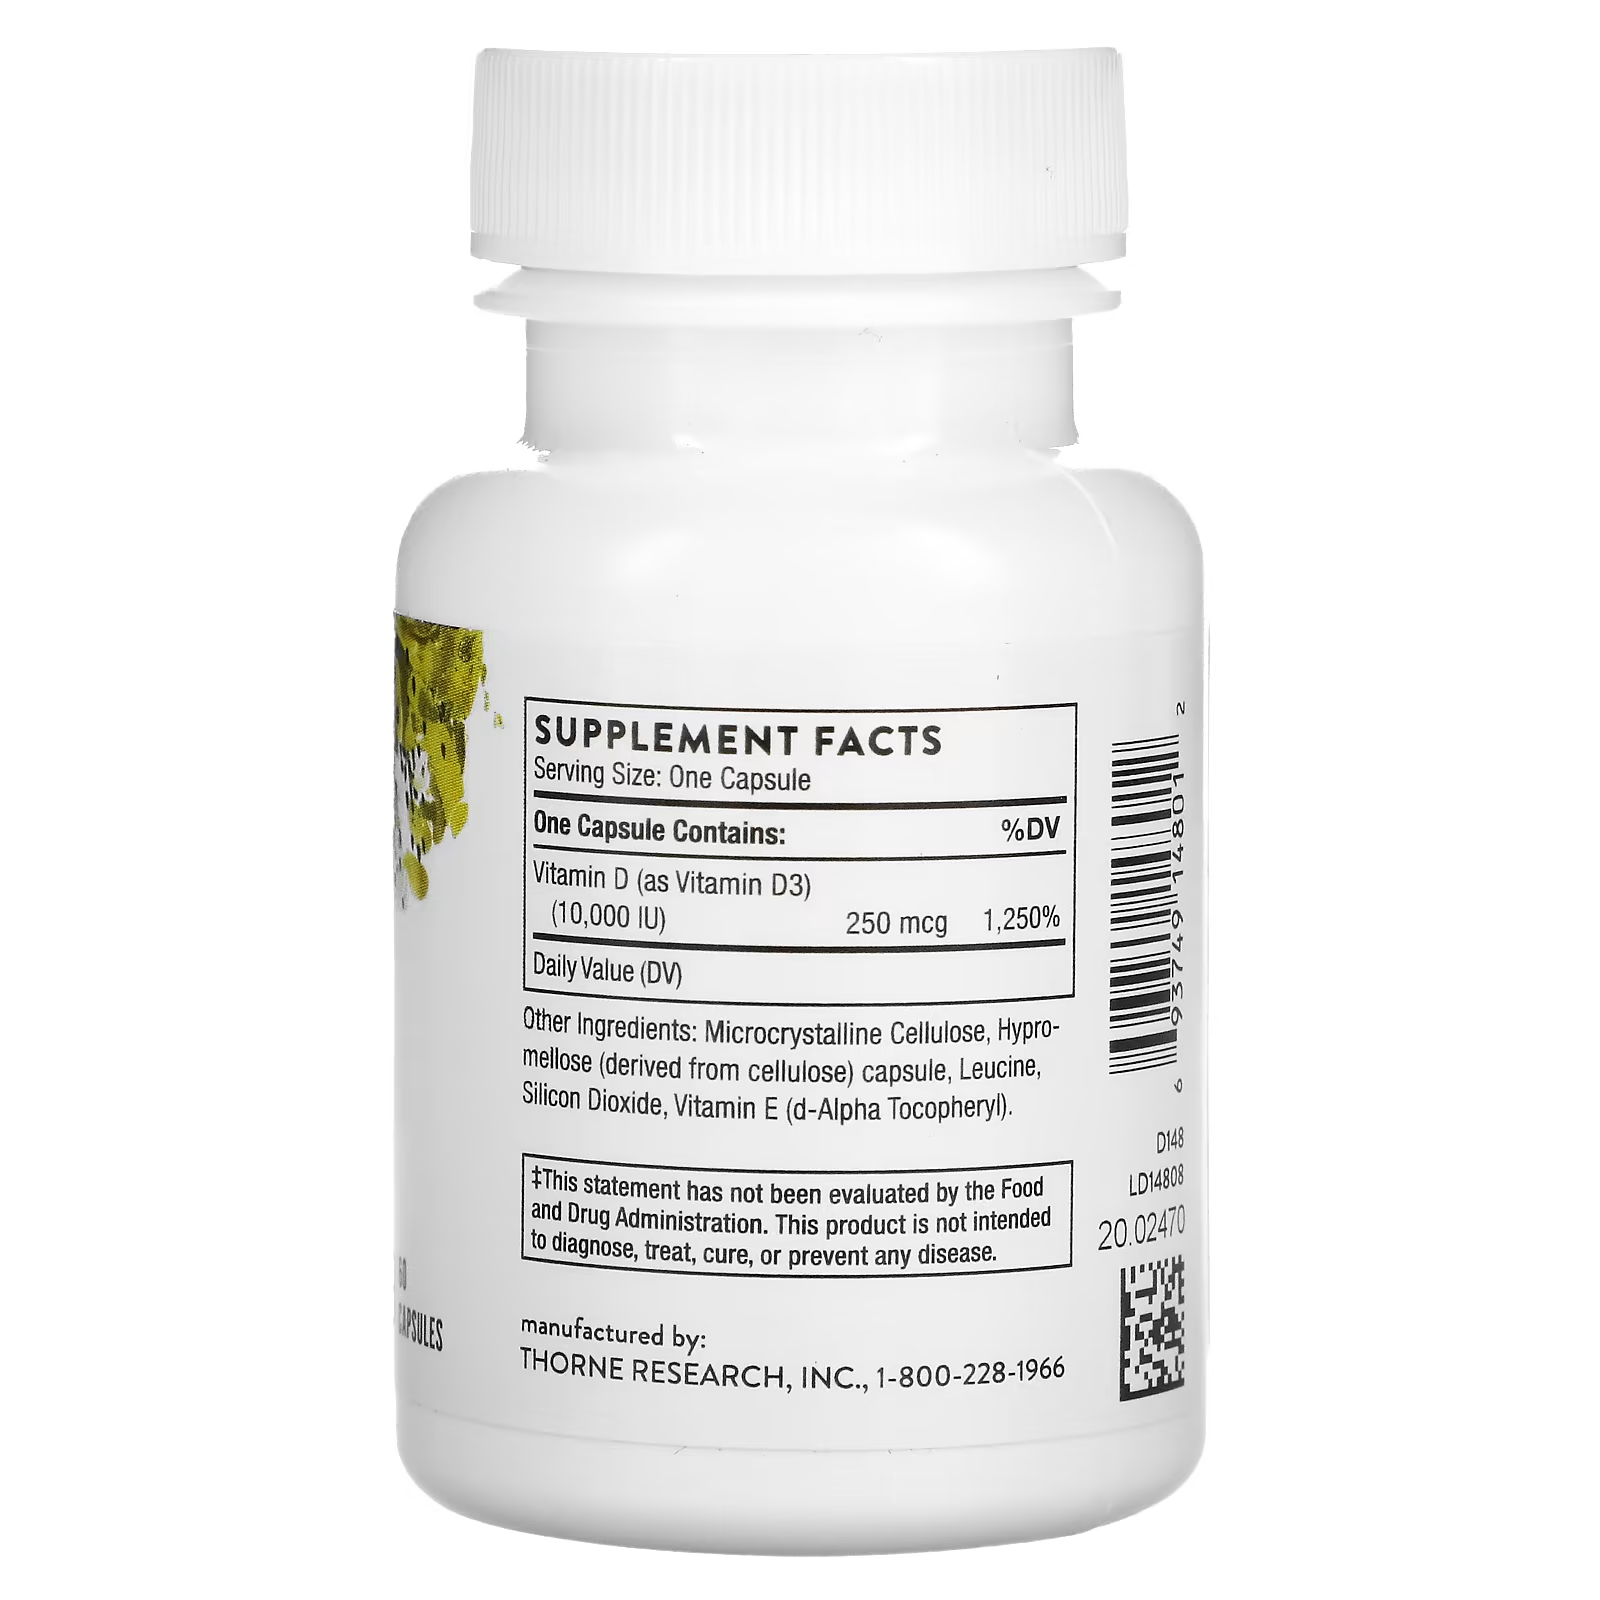 SUPPLEMENT FACTS
Serving Size: One Capsule
One Capsule Contains: %DV
Vitamin D (as Vitamin D3)
(10,000 IU) 250 mcg 1,250%
Daily Value (DV)
Other Ingredients: Microcrystalline Cellulose, Hypro-
mellose (derived from cellulose) capsule, Leucine,
Silicon Dioxide, Vitamin E (d-Alpha Tocopheryl).
‡This statement has not been evaluated by the Food
and Drug Administration. This product is not intended
to diagnose, treat, cure, or prevent any disease.
manufactured by:
THORNE RESEARCH, INC., 1-800-228-1966
60
CAPSULES
6 93749 14801 2
D148
LD14808
20.02470